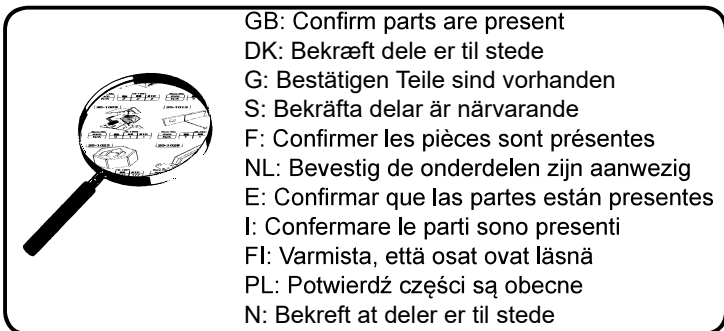 GB: Confirm parts are present
DK: Bekræft dele er til stede
G: Bestätigen Teile sind vorhanden
S: Bekräfta delar är närvarande
F: Confirmer les pièces sont présentes
NL: Bevestig de onderdelen zijn aanwezig
E: Confirmar que las partes están presentes
I: Confermare le parti sono presenti
FI: Varmista, että osat ovat läsnä
PL: Potwierdź części są obecne
N: Bekreft at deler er til stede